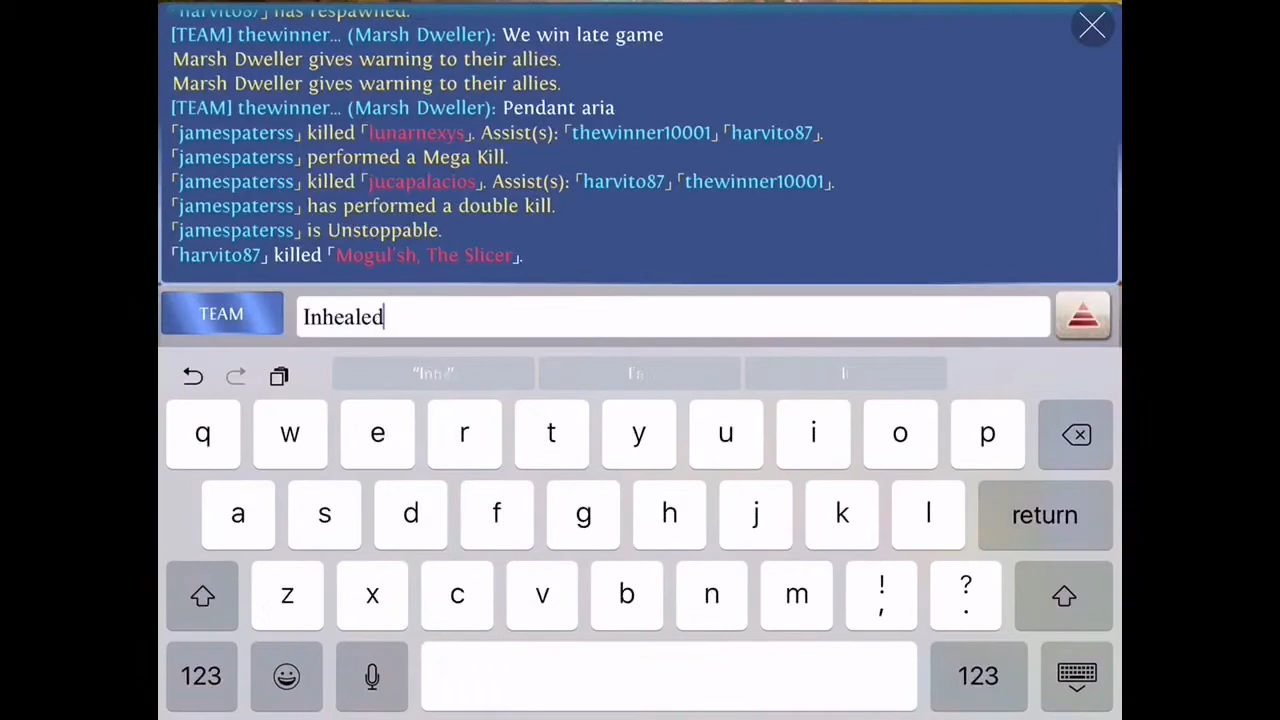 「harvito87」 has respawned.
[TEAM] thewinner... (Marsh Dweller): We win late game
Marsh Dweller gives warning to their allies.
Marsh Dweller gives warning to their allies.
[TEAM] thewinner... (Marsh Dweller): Pendant aria
「jamespaterss」 killed 「lunarnexys」. Assist(s): 「thewinner10001」「harvito87」.
「jamespaterss」 performed a Mega Kill.
「jamespaterss」 killed 「jucapalacios」. Assist(s): 「harvito87」「thewinner10001」.
「jamespaterss」 has performed a double kill.
「jamespaterss」 is Unstoppable.
「harvito87」 killed 「Mogul'sh, The Slicer」.
TEAM Inhealed
q w e r t y u i o p
a s d f g h j k l return
z x c v b n m ! , ? .
123 123